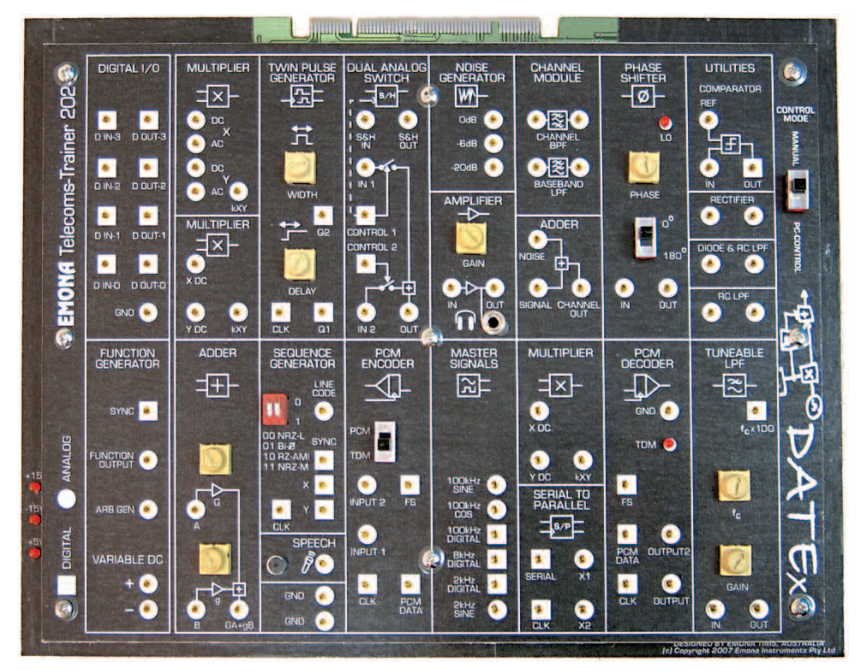 EMONA Telecoms-Trainer 202
DIGITAL I/O
D IN-3 D OUT-3
D IN-2 D OUT-2
D IN-1 D OUT-1
D IN-0 D OUT-0
GND
MULTIPLIER
X
DC
X
AC
DC
Y
AC
kXY
MULTIPLIER
X
X DC
Y DC kXY
TWIN PULSE
GENERATOR
WIDTH
Q2
DELAY
CLK Q1
DUAL ANALOG
SWITCH
S/H
S&H
IN
S&H
OUT
IN 1
CONTROL 1
CONTROL 2
IN 2 OUT
NOISE
GENERATOR
0dB
-6dB
-20dB
AMPLIFIER
GAIN
IN OUT
CHANNEL
MODULE
CHANNEL
BPF
BASEBAND
LPF
ADDER
NOISE
SIGNAL CHANNEL
OUT
PHASE
SHIFTER
Ø
LO
PHASE
0°
180°
IN OUT
UTILITIES
COMPARATOR
REF
IN OUT
RECTIFIER
DIODE & RC LPF
RC LPF
CONTROL
MODE
MANUAL
PC-CONTROL
FUNCTION
GENERATOR
SYNC
FUNCTION
OUTPUT
ARB GEN
VARIABLE DC
+
−
ANALOG
DIGITAL
+15
-15V
+5V
ADDER
+
G
A
g
B GA+gB
SEQUENCE
GENERATOR
LINE
CODE
0
1
00 NRZ-L
01 Bi-Ø
10 RZ-AMI
11 NRZ-M
SYNC
X
Y
CLK
SPEECH
GND
GND
PCM
ENCODER
PCM
TDM
INPUT 2 FS
INPUT 1
CLK PCM
DATA
MASTER
SIGNALS
100kHz
SINE
100kHz
COS
100kHz
DIGITAL
8kHz
DIGITAL
2kHz
DIGITAL
2kHz
SINE
MULTIPLIER
X
X DC
Y DC kXY
SERIAL TO
PARALLEL
S/P
SERIAL X1
CLK X2
PCM
DECODER
GND
TDM
FS
PCM
DATA
OUTPUT2
CLK OUTPUT
TUNEABLE
LPF
fc x100
fc
GAIN
IN OUT
DATEx
DESIGNED BY EMONA TIMS, AUSTRALIA
(c) Copyright 2007 Emona Instruments Pty Ltd